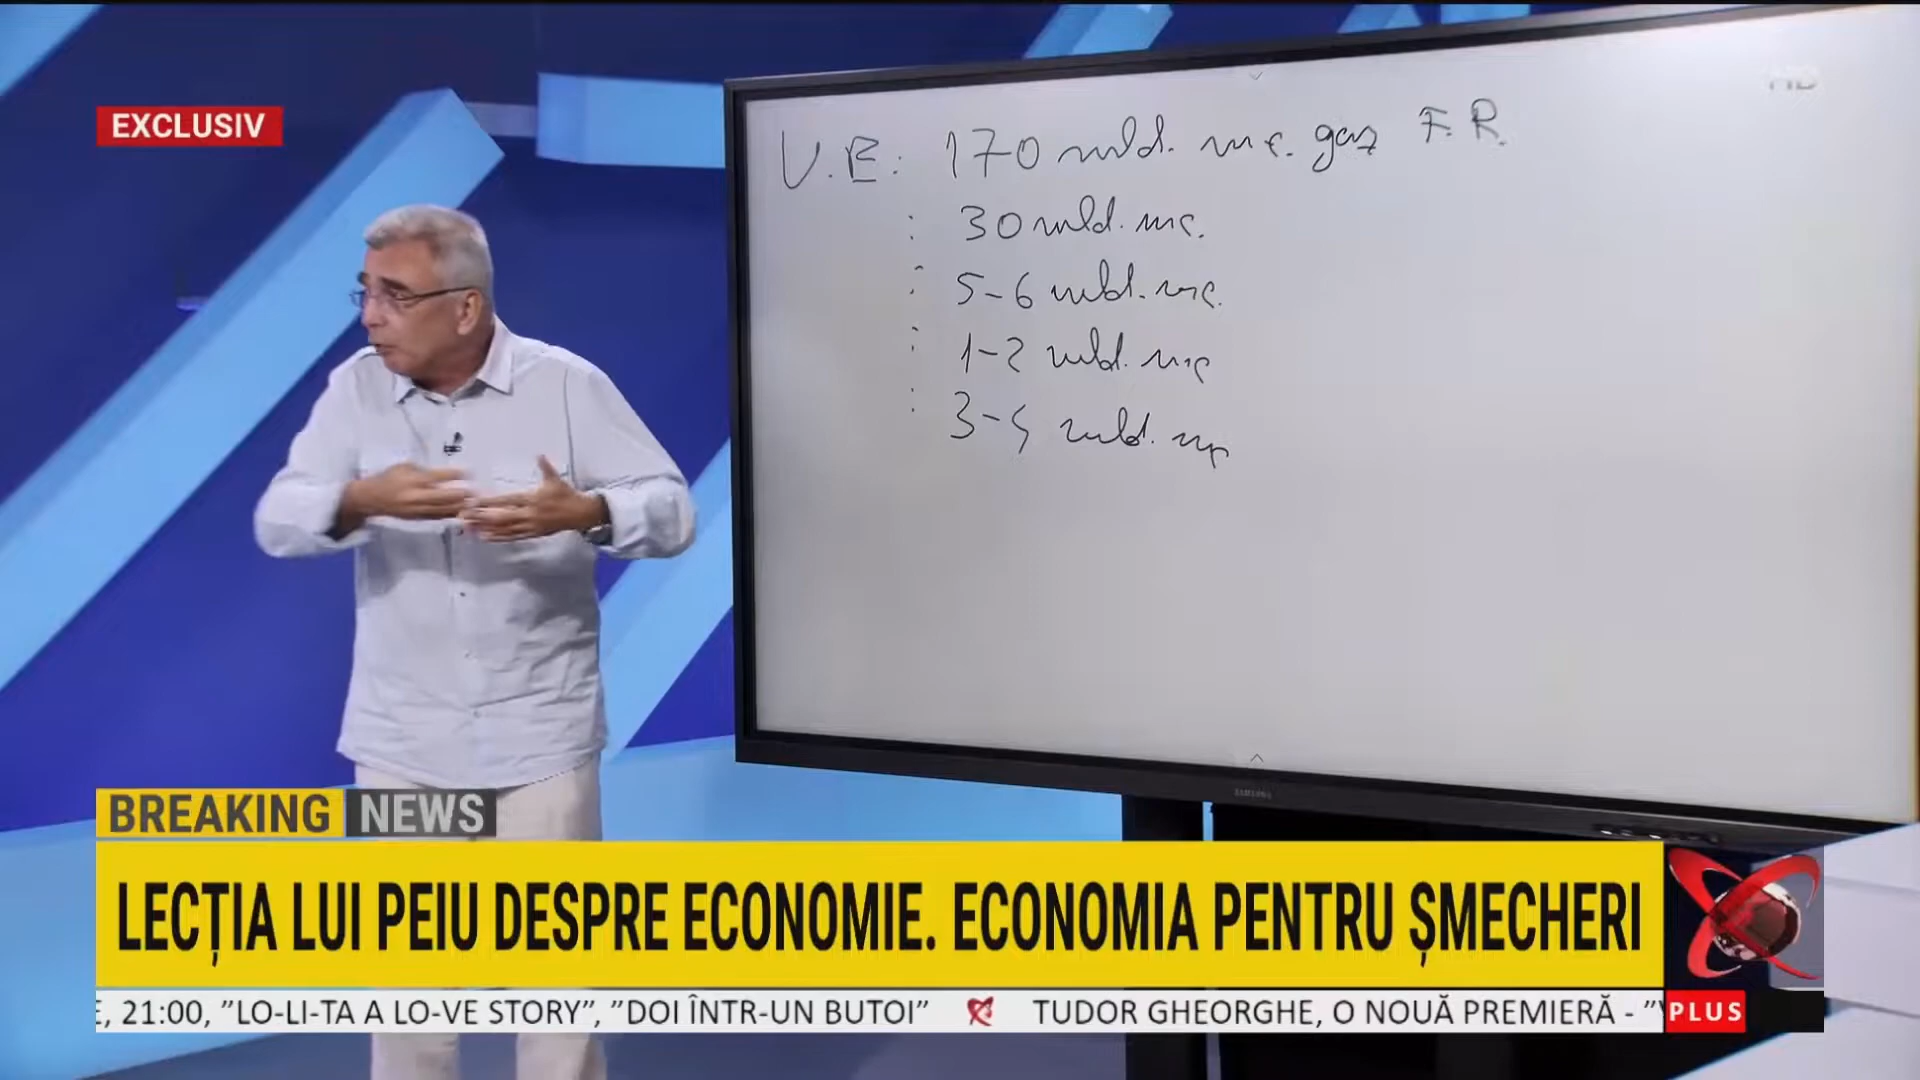 EXCLUSIV
U.E. : 170 mld. mc. gaz F.R.
: 30 mld. mc.
: 5-6 mld. mc.
: 1-2 mld. mc
: 3-4 mld. mc
SAMSUNG
BREAKING NEWS
LECȚIA LUI PEIU DESPRE ECONOMIE. ECONOMIA PENTRU ȘMECHERI
E, 21:00, ”LO-LI-TA A LO-VE STORY”, ”DOI ÎNTR-UN BUTOI” TUDOR GHEORGHE, O NOUĂ PREMIERĂ - ”
PLUS